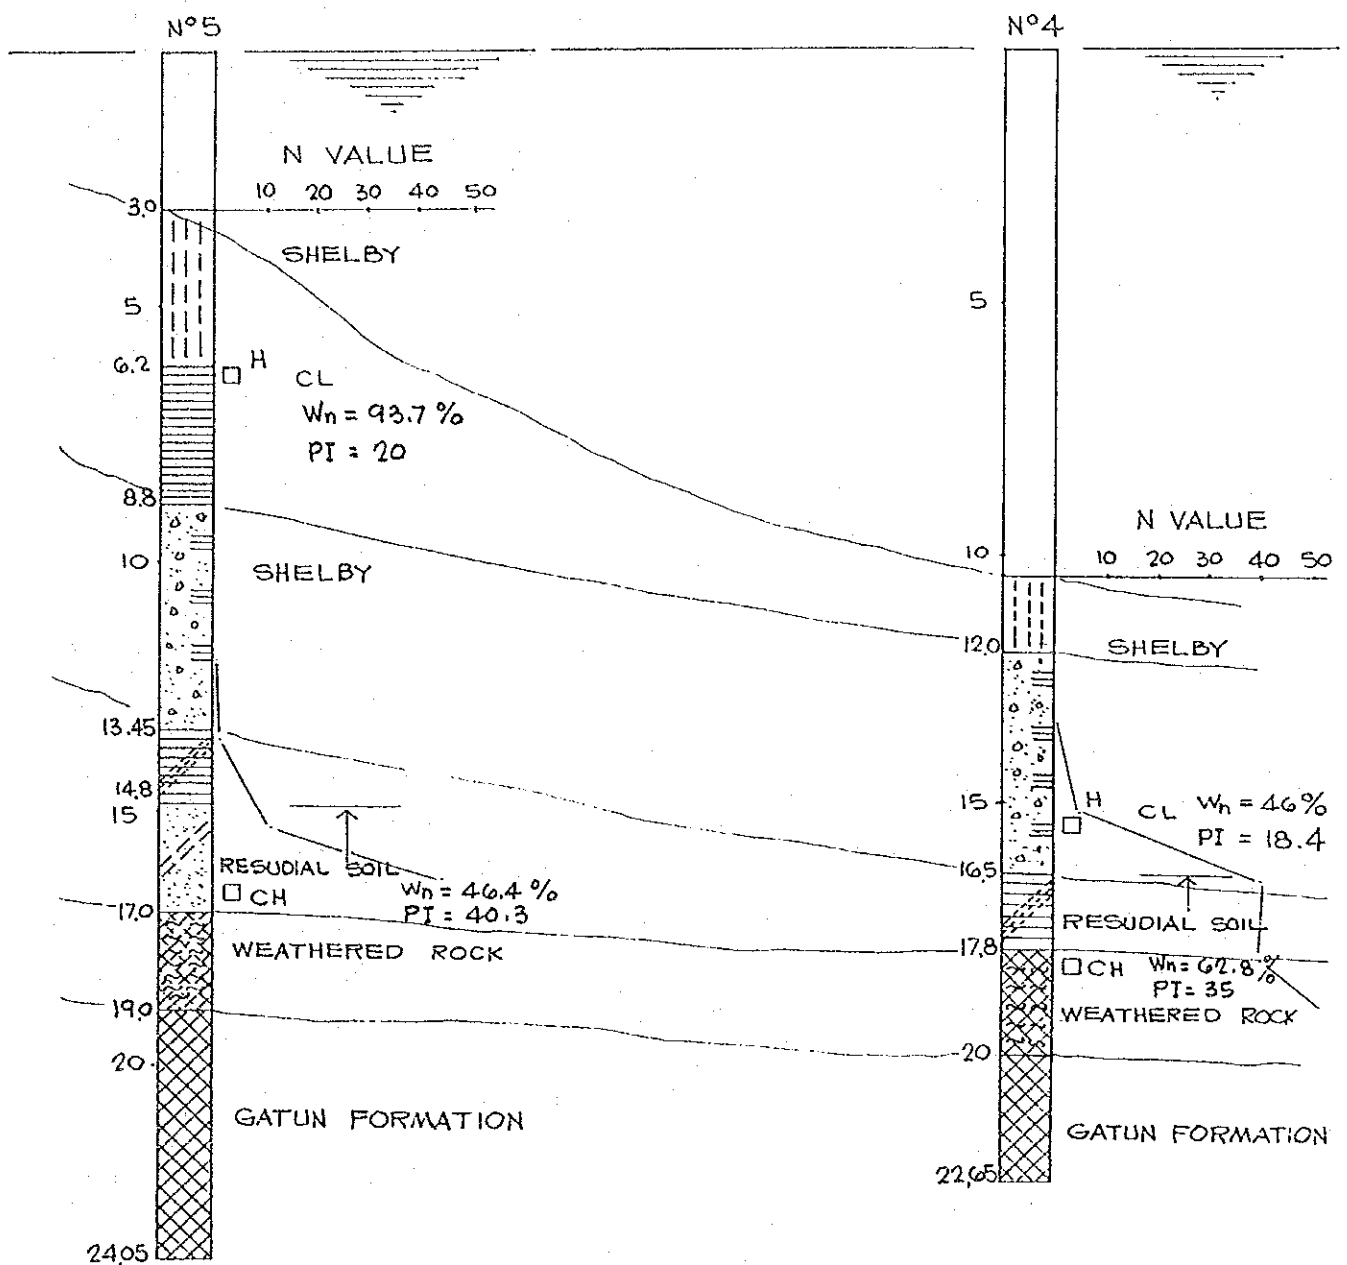 Nº5
Nº4
N VALUE
10 20 30 40 50
3.0
SHELBY
5
6.2
H
CL
Wn = 93.7 %
PI = 20
8.8
10
SHELBY
13.45
14.8
15
RESUDIAL SOIL
CH
Wn = 46.4 %
PI = 40.3
17.0
WEATHERED ROCK
19.0
20
GATUN FORMATION
24,05
5
10
N VALUE
10 20 30 40 50
12.0
SHELBY
15
H
CL
Wn = 46%
PI = 18.4
16.5
RESUDIAL SOIL
17.8
CH
Wn = 62.8%
PI = 35
WEATHERED ROCK
20
GATUN FORMATION
22,65